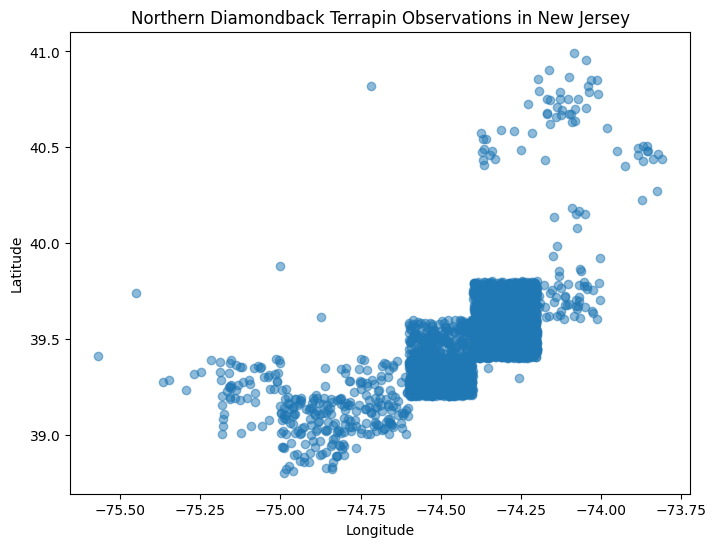 Northern Diamondback Terrapin Observations in New Jersey
41.0
40.5
40.0
39.5
39.0
Latitude
−75.50 −75.25 −75.00 −74.75 −74.50 −74.25 −74.00 −73.75
Longitude